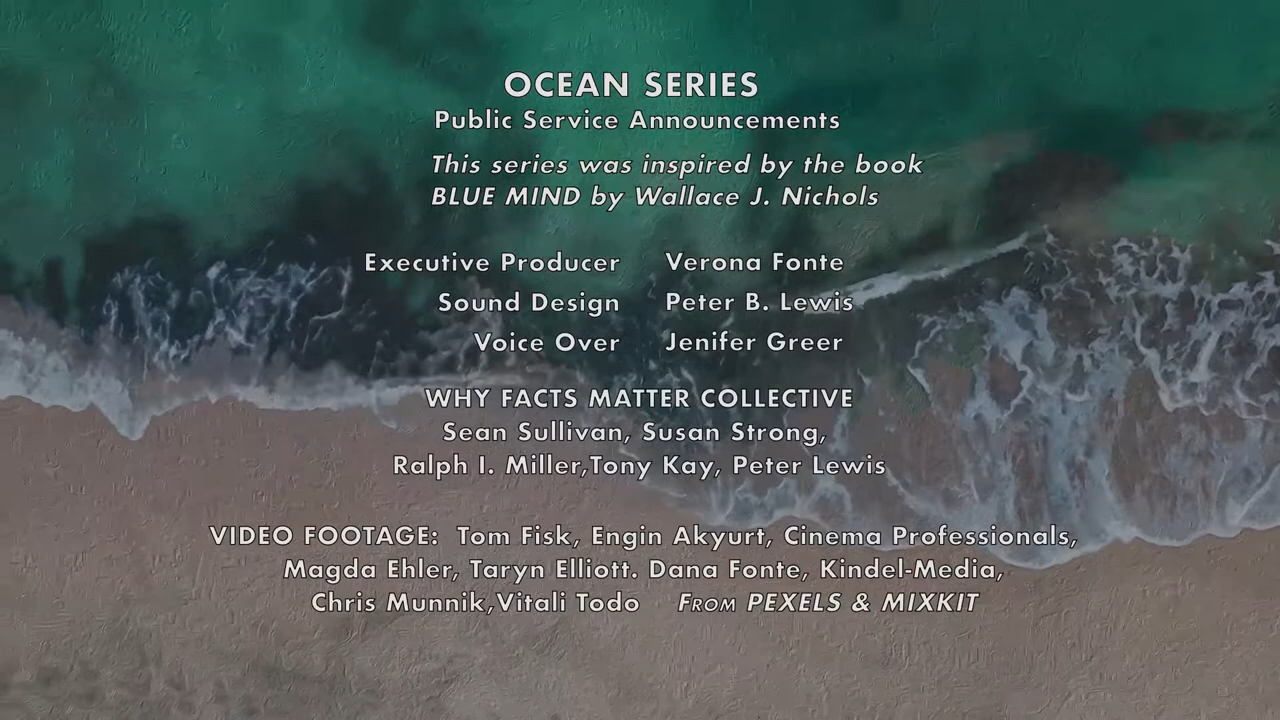 OCEAN SERIES
Public Service Announcements
This series was inspired by the book
BLUE MIND by Wallace J. Nichols
Executive Producer Verona Fonte
Sound Design Peter B. Lewis
Voice Over Jenifer Greer
WHY FACTS MATTER COLLECTIVE
Sean Sullivan, Susan Strong,
Ralph I. Miller,Tony Kay, Peter Lewis
VIDEO FOOTAGE: Tom Fisk, Engin Akyurt, Cinema Professionals,
Magda Ehler, Taryn Elliott. Dana Fonte, Kindel-Media,
Chris Munnik,Vitali Todo From PEXELS & MIXKIT